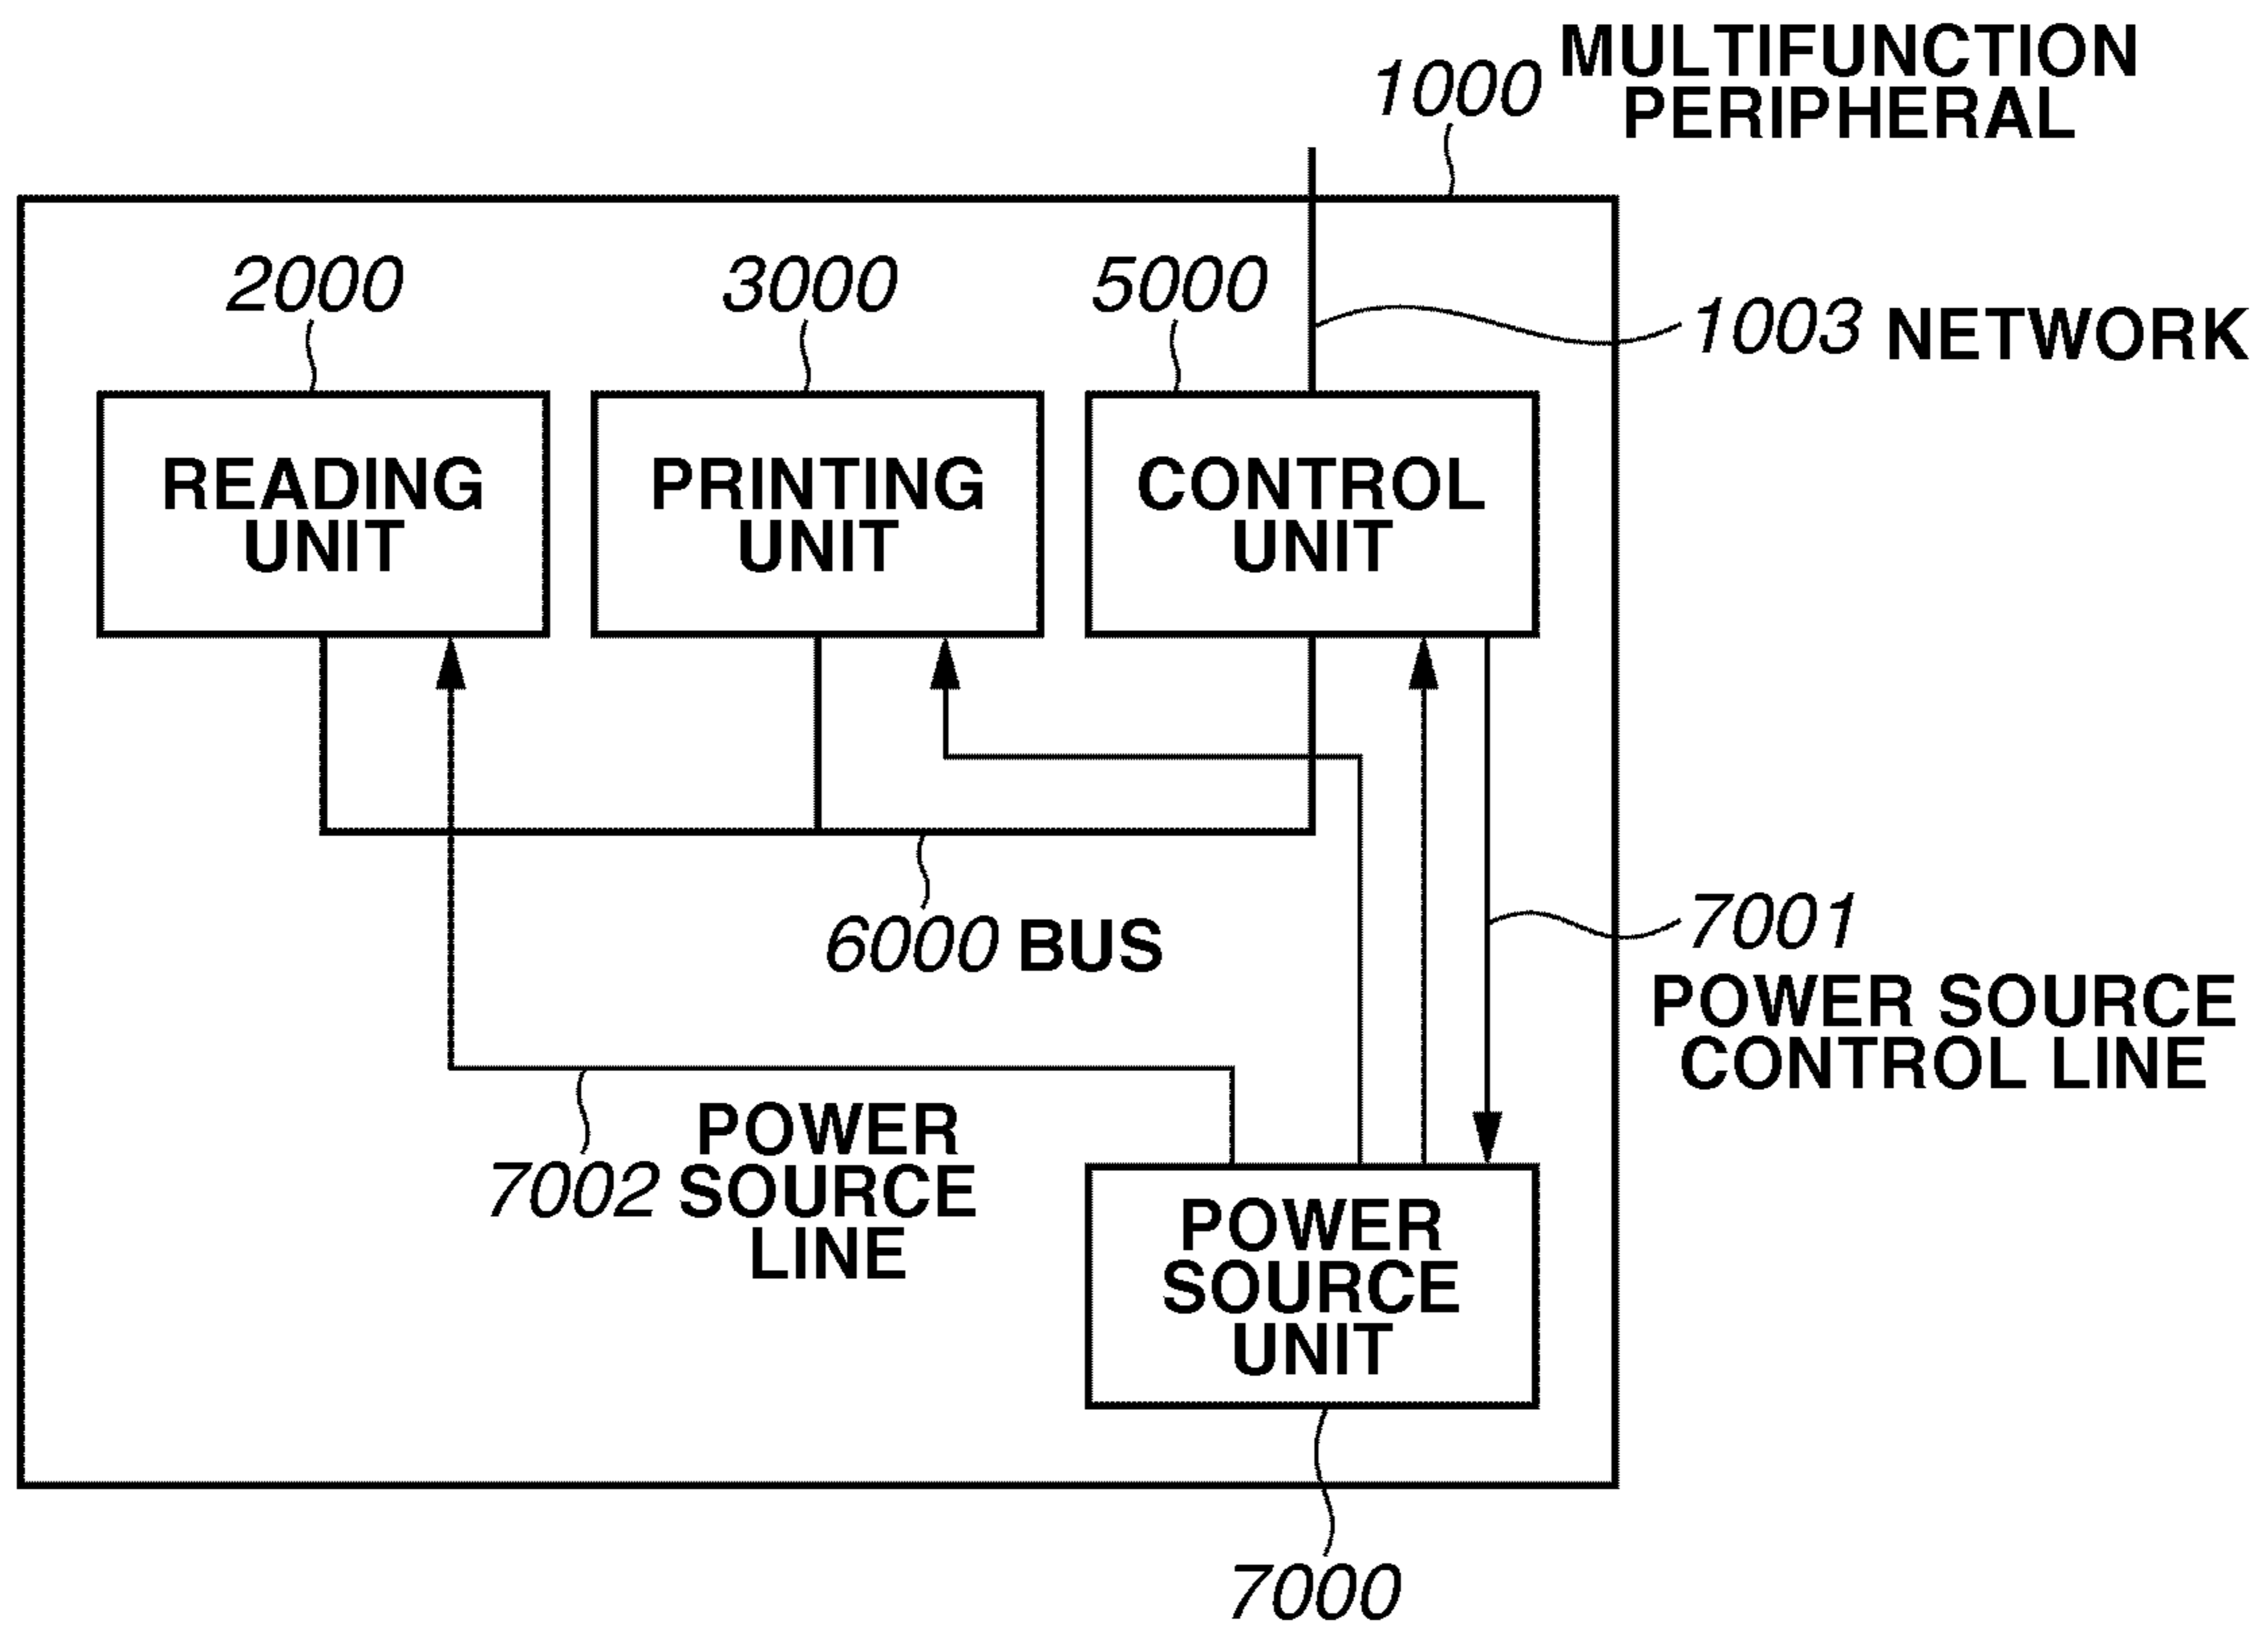 1000 MULTIFUNCTION
PERIPHERAL
2000
3000
5000
1003 NETWORK
READING
UNIT
PRINTING
UNIT
CONTROL
UNIT
6000 BUS
7001
POWER SOURCE
CONTROL LINE
7002 POWER
SOURCE
LINE
POWER
SOURCE
UNIT
7000